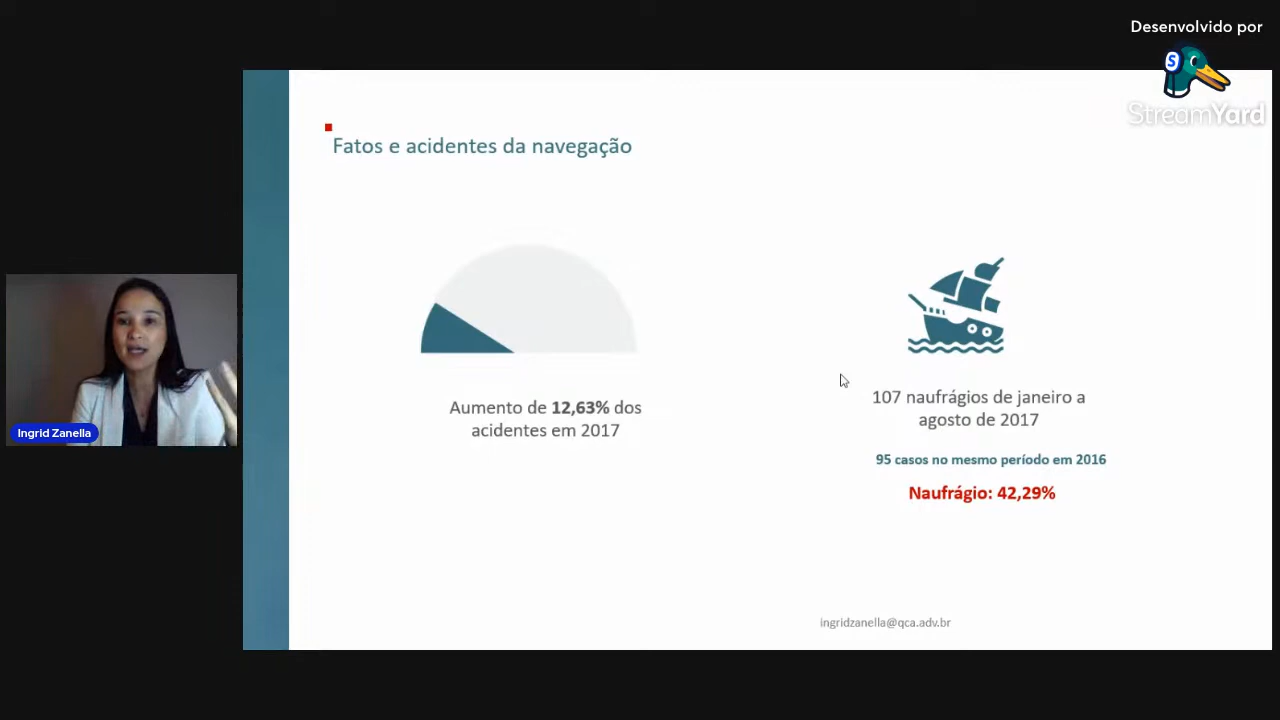 Desenvolvido por
S
StreamYard
Fatos e acidentes da navegação
Aumento de 12,63% dos
acidentes em 2017
107 naufrágios de janeiro a
agosto de 2017
95 casos no mesmo período em 2016
Naufrágio: 42,29%
Ingrid Zanella
ingridzanella@qca.adv.br